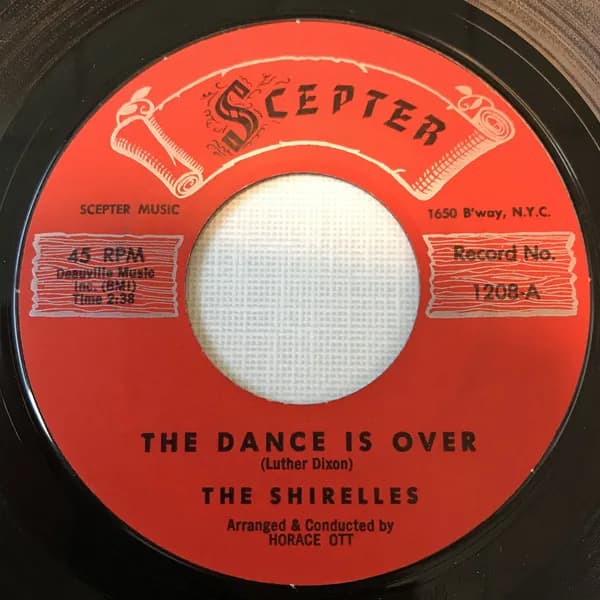 SCEPTER
SCEPTER MUSIC
1650 B'way, N.Y.C.
45 RPM
Deauville Music
Inc. (BMI)
Time 2:38
Record No.
1208-A
THE DANCE IS OVER
(Luther Dixon)
THE SHIRELLES
Arranged & Conducted by
HORACE OTT